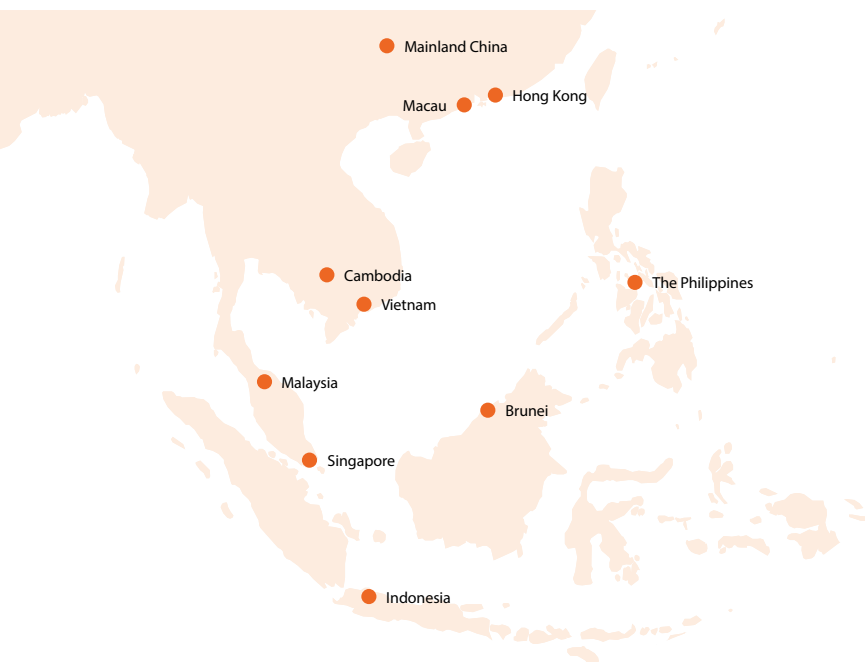 Mainland China
Hong Kong
Macau
Cambodia
The Philippines
Vietnam
Malaysia
Brunei
Singapore
Indonesia